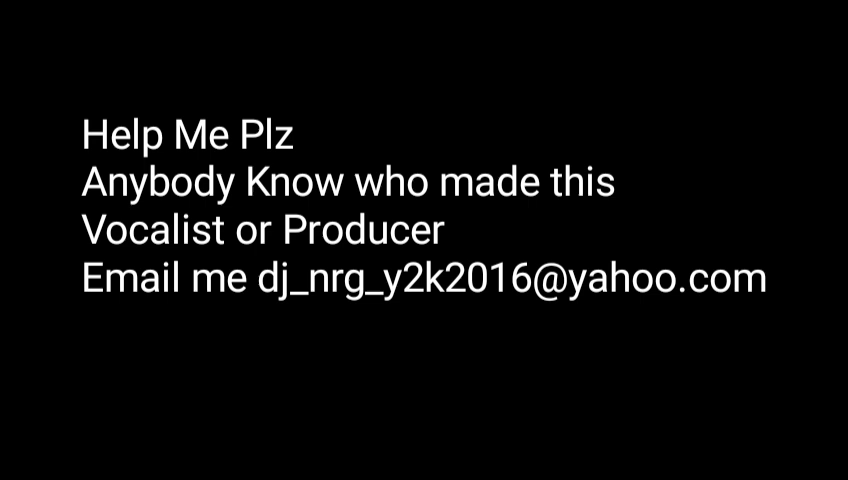 Help Me Plz
Anybody Know who made this
Vocalist or Producer
Email me dj_nrg_y2k2016@yahoo.com